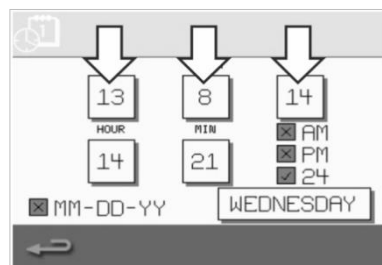 13 8 14
HOUR MIN
14 21
AM
PM
24
MM-DD-YY
WEDNESDAY